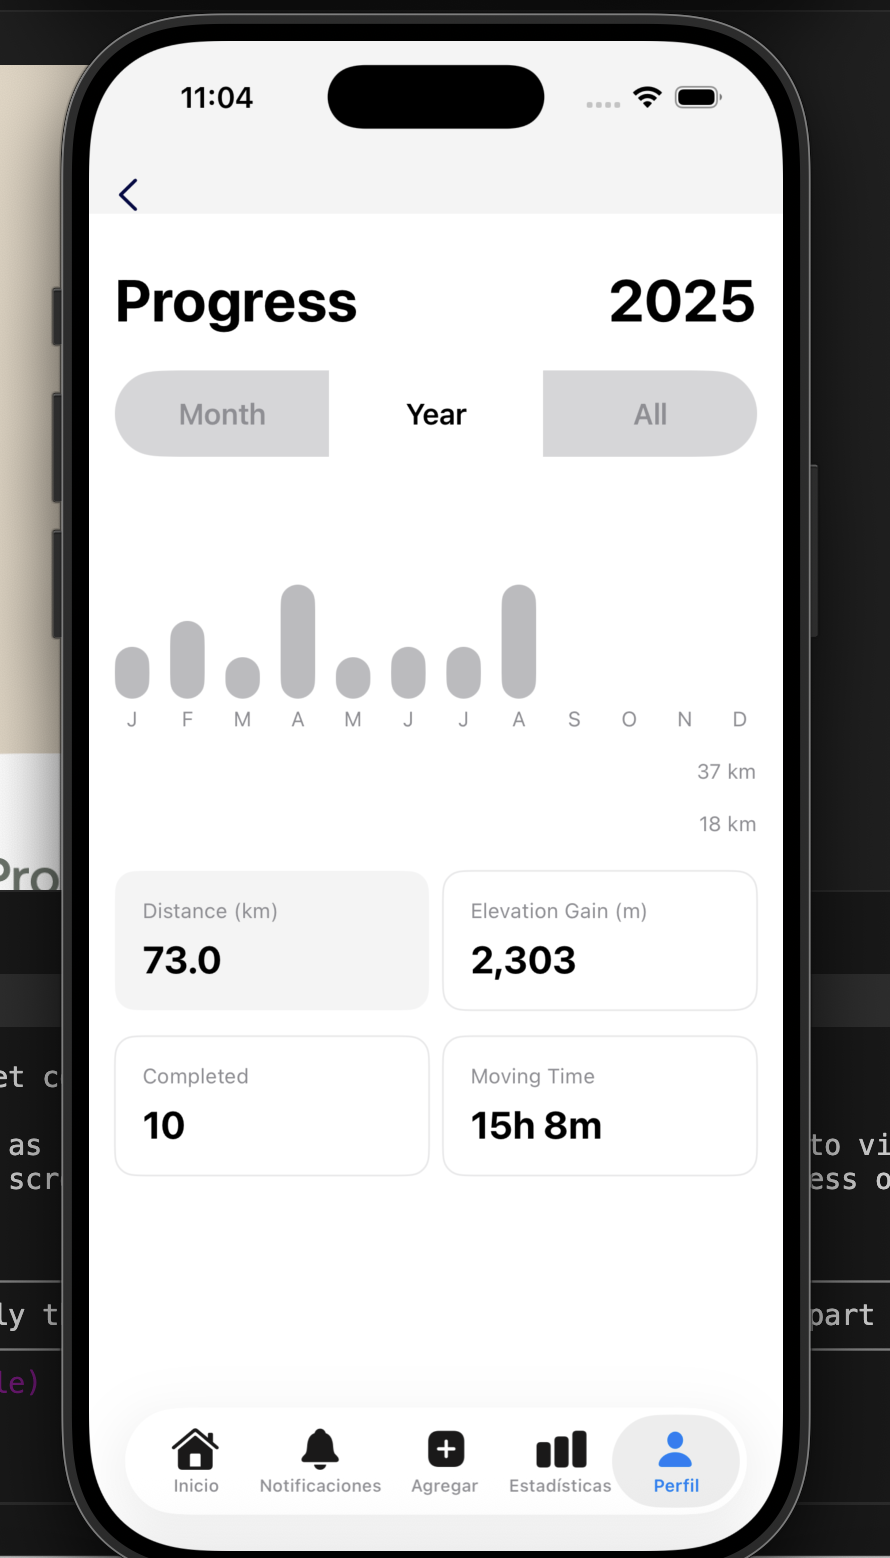 11:04
Progress 2025
Month Year All
J F M A M J J A S O N D
37 km
18 km
Distance (km) Elevation Gain (m)
73.0 2,303
Pro
Completed Moving Time
10 15h 8m
as to vi
scr ess o
ly t part
le)
Inicio Notificaciones Agregar Estadísticas Perfil